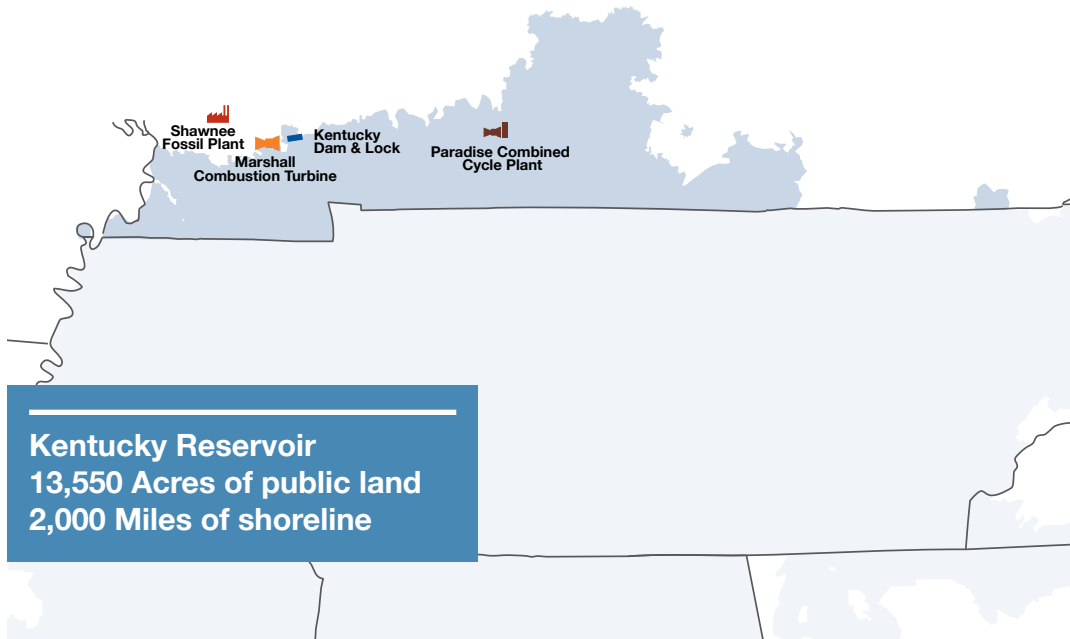 Shawnee
Fossil Plant
Marshall
Combustion Turbine
Kentucky
Dam & Lock
Paradise Combined
Cycle Plant
Kentucky Reservoir
13,550 Acres of public land
2,000 Miles of shoreline